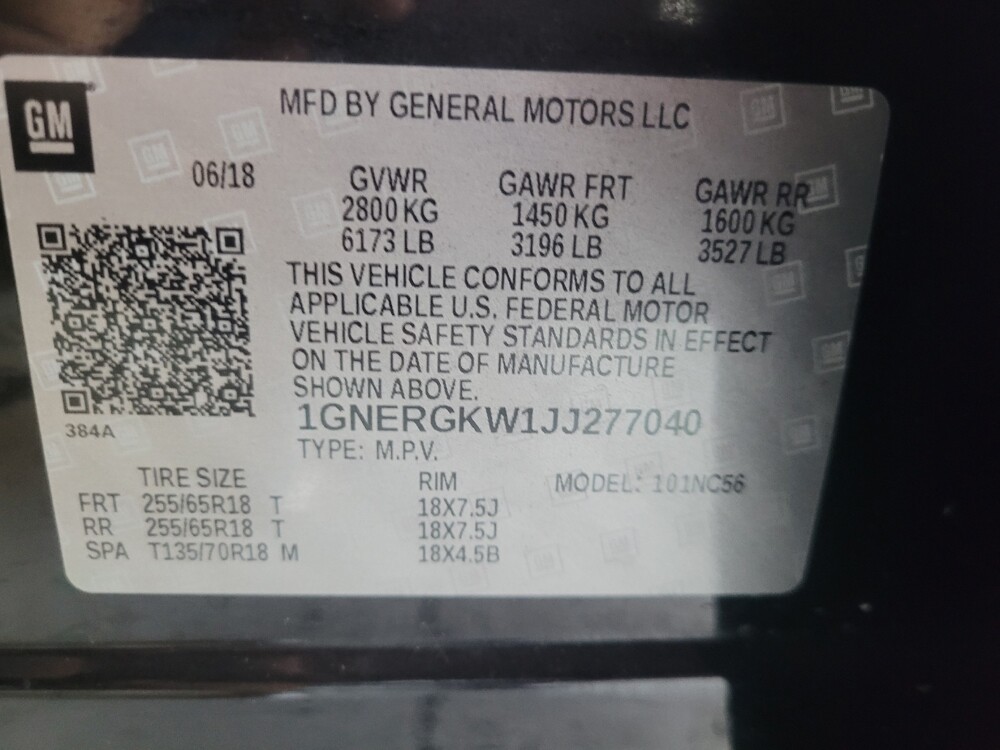 GM
MFD BY GENERAL MOTORS LLC
06/18 GVWR GAWR FRT GAWR RR
2800 KG 1450 KG 1600 KG
6173 LB 3196 LB 3527 LB
THIS VEHICLE CONFORMS TO ALL
APPLICABLE U.S. FEDERAL MOTOR
VEHICLE SAFETY STANDARDS IN EFFECT
ON THE DATE OF MANUFACTURE
SHOWN ABOVE.
1GNERGKW1JJ277040
384A
TYPE: M.P.V.
TIRE SIZE RIM MODEL: 101NC56
FRT 255/65R18 T 18X7.5J
RR 255/65R18 T 18X7.5J
SPA T135/70R18 M 18X4.5B